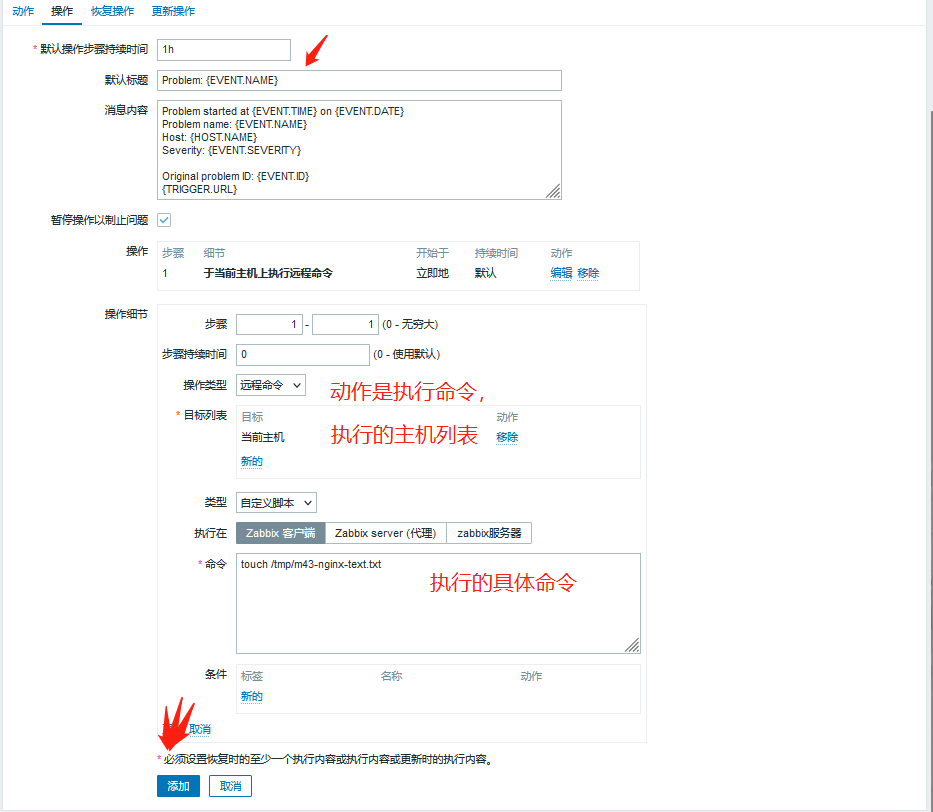 动作 操作 恢复操作 更新操作
* 默认操作步骤持续时间 1h
默认标题 Problem: {EVENT.NAME}
消息内容 Problem started at {EVENT.TIME} on {EVENT.DATE}
Problem name: {EVENT.NAME}
Host: {HOST.NAME}
Severity: {EVENT.SEVERITY}
Original problem ID: {EVENT.ID}
{TRIGGER.URL}
暂停操作以制止问题
操作 步骤 细节 开始于 持续时间 动作
1 于当前主机上执行远程命令 立即地 默认 编辑 移除
操作细节
步骤 1 - 1 (0 - 无穷大)
步骤持续时间 0 (0 - 使用默认)
操作类型 远程命令 动作是执行命令,
* 目标列表 目标 动作
当前主机 执行的主机列表 移除
新的
类型 自定义脚本
执行在 Zabbix 客户端 Zabbix server (代理) zabbix服务器
* 命令 touch /tmp/m43-nginx-text.txt
执行的具体命令
条件 标签 名称 动作
新的
取消
* 必须设置恢复时的至少一个执行内容或执行内容或更新时的执行内容。
添加 取消